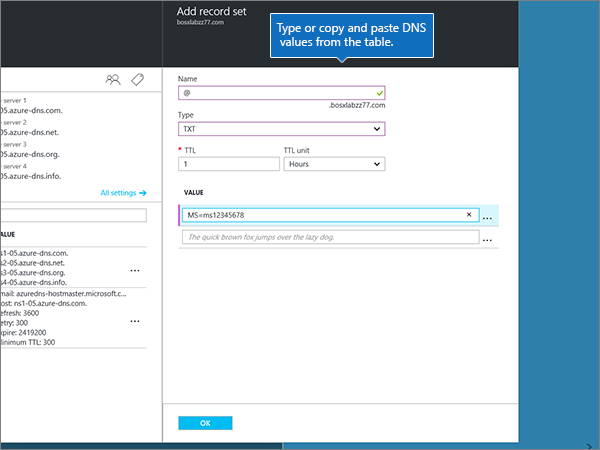 Add record set
bosxlabzz77.com
Type or copy and paste DNS
values from the table.
server 1
-05.azure-dns.com.
server 2
-05.azure-dns.net.
server 3
-05.azure-dns.org.
server 4
-05.azure-dns.info.
All settings →
ALUE
s1-05.azure-dns.com.
s2-05.azure-dns.net.
s3-05.azure-dns.org.
s4-05.azure-dns.info.
...
mail: azuredns-hostmaster.microsoft.c...
ost: ns1-05.azure-dns.com.
efresh: 3600
etry: 300
xpire: 2419200
inimum TTL: 300
...
Name
@
.bosxlabzz77.com
Type
TXT
* TTL
1
TTL unit
Hours
VALUE
MS=ms12345678
...
The quick brown fox jumps over the lazy dog.
...
OK